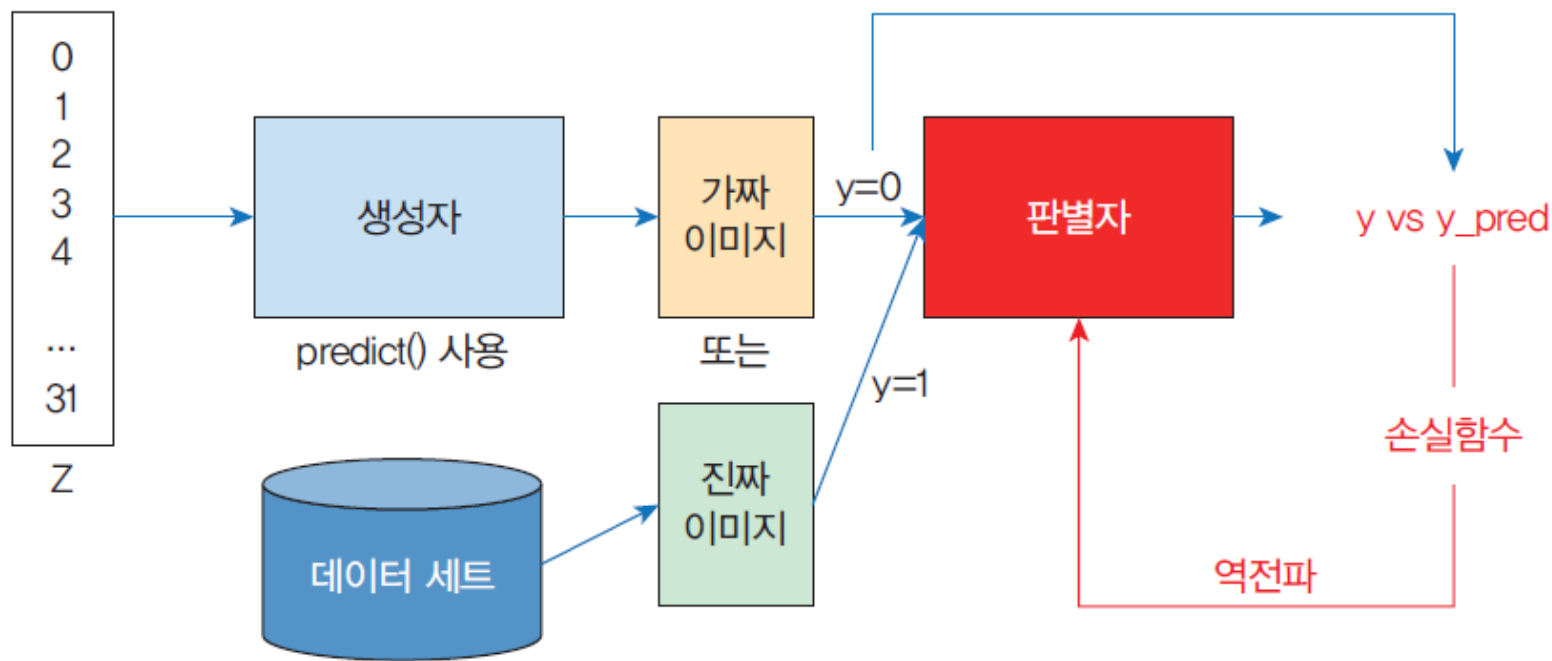 0
1
2
3
4
...
31
Z
생성자
predict() 사용
데이터 세트
가짜
이미지
또는
진짜
이미지
y=0
y=1
판별자
y vs y_pred
손실함수
역전파